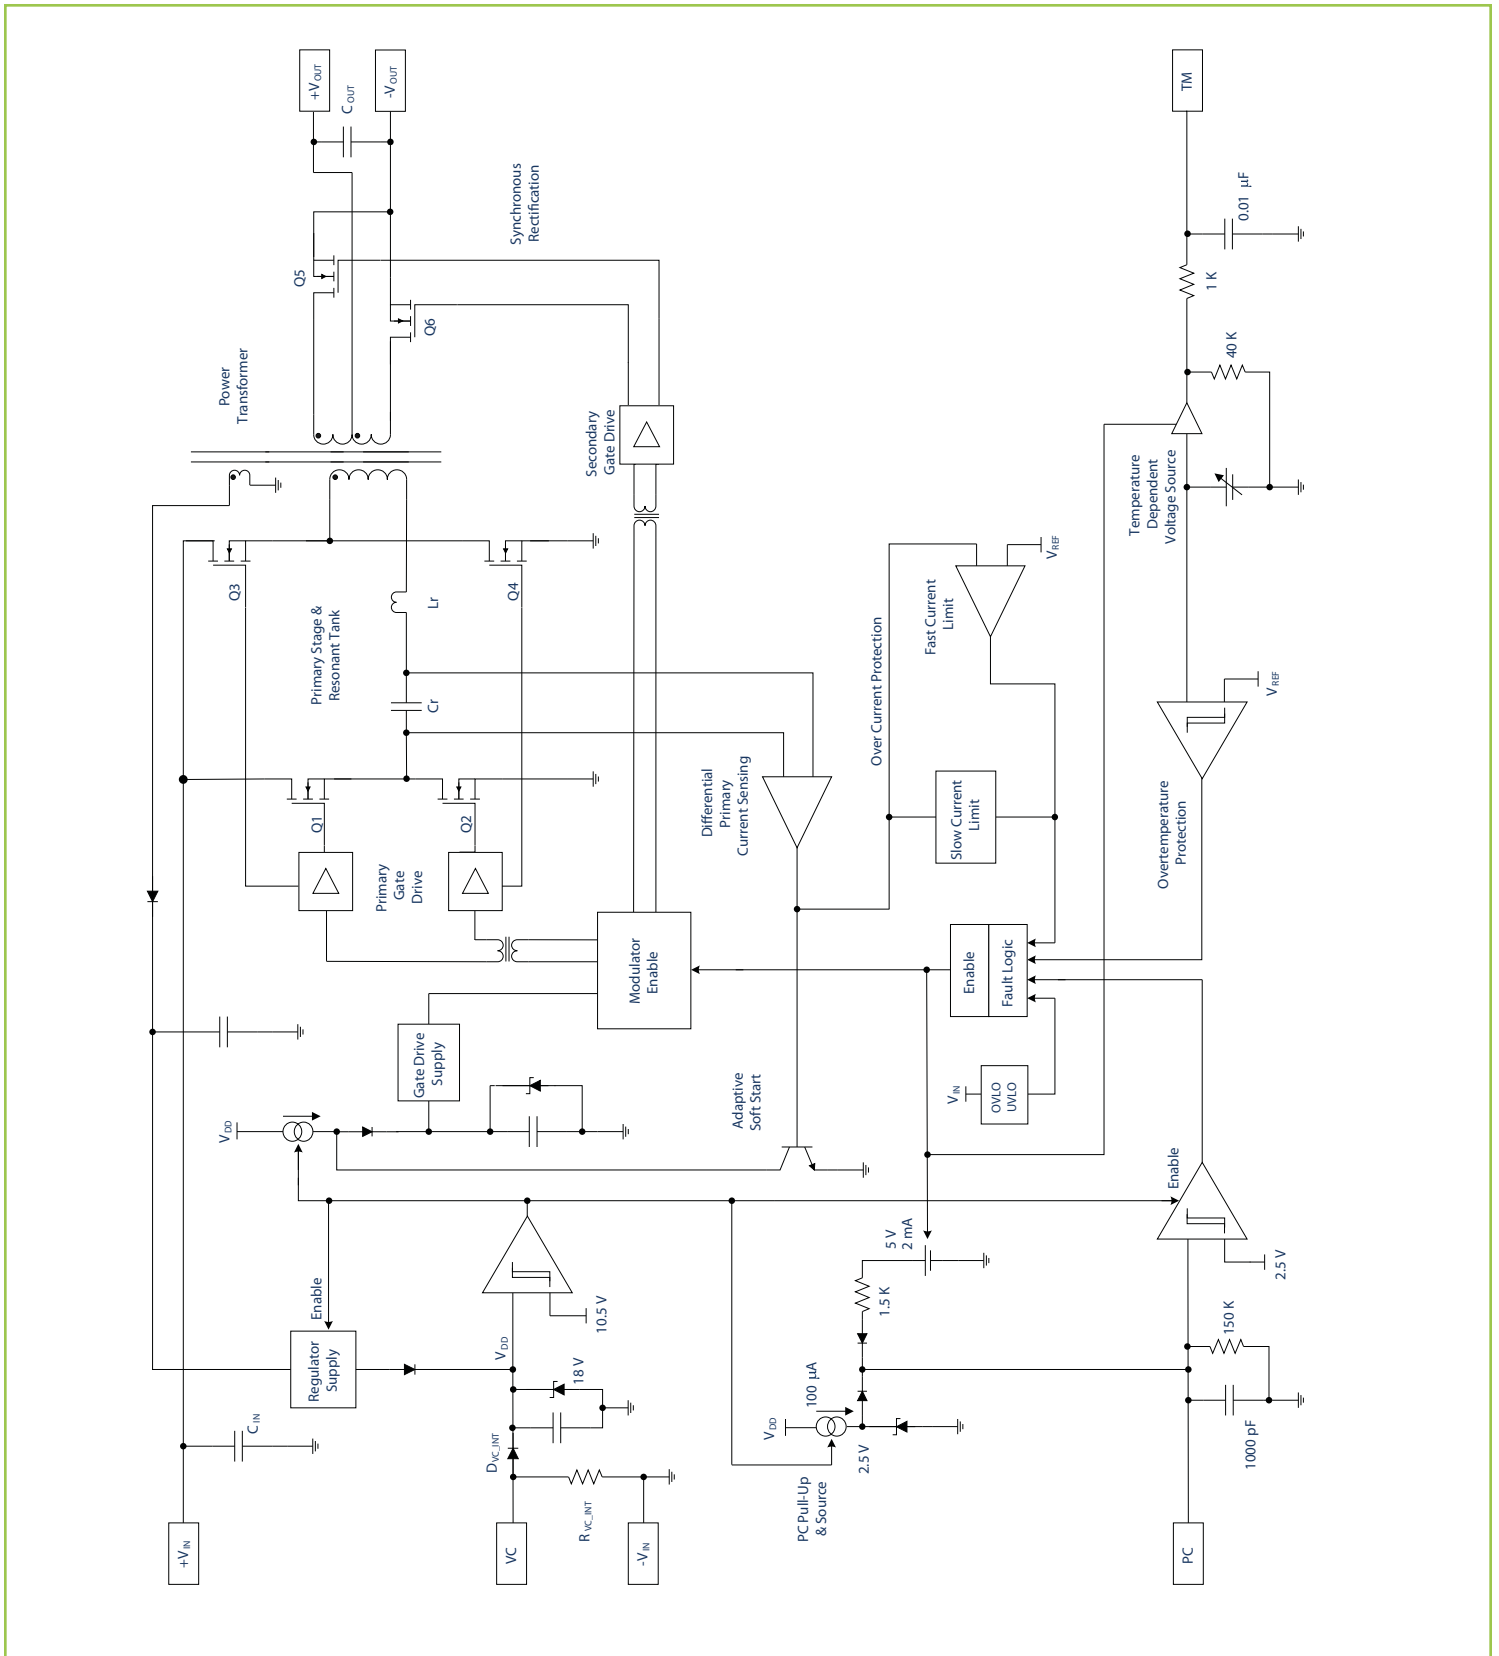 +VOUT
COUT
-VOUT
Synchronous
Rectification
Q5
Q6
Power
Transformer
Secondary
Gate Drive
Q3
Primary Stage &
Resonant Tank
Lr
Q4
Cr
Q1
Q2
Primary
Gate
Drive
Modulator
Enable
Gate Drive
Supply
VDD
Enable
Regulator
Supply
CIN
+VIN
VDD
10.5 V
18 V
DVC_INT
RVC_INT
VC
-VIN
TM
0.01 µF
1 K
40 K
Temperature
Dependent
Voltage Source
VREF
Fast Current
Limit
Over Current Protection
Slow Current
Limit
Differential
Primary
Current Sensing
VREF
Overtemperature
Protection
Enable
Fault Logic
VIN
OVLO
UVLO
Adaptive
Soft Start
Enable
5 V
2 mA
1.5 K
2.5 V
150 K
1000 pF
100 µA
VDD
2.5 V
PC Pull-Up
& Source
PC